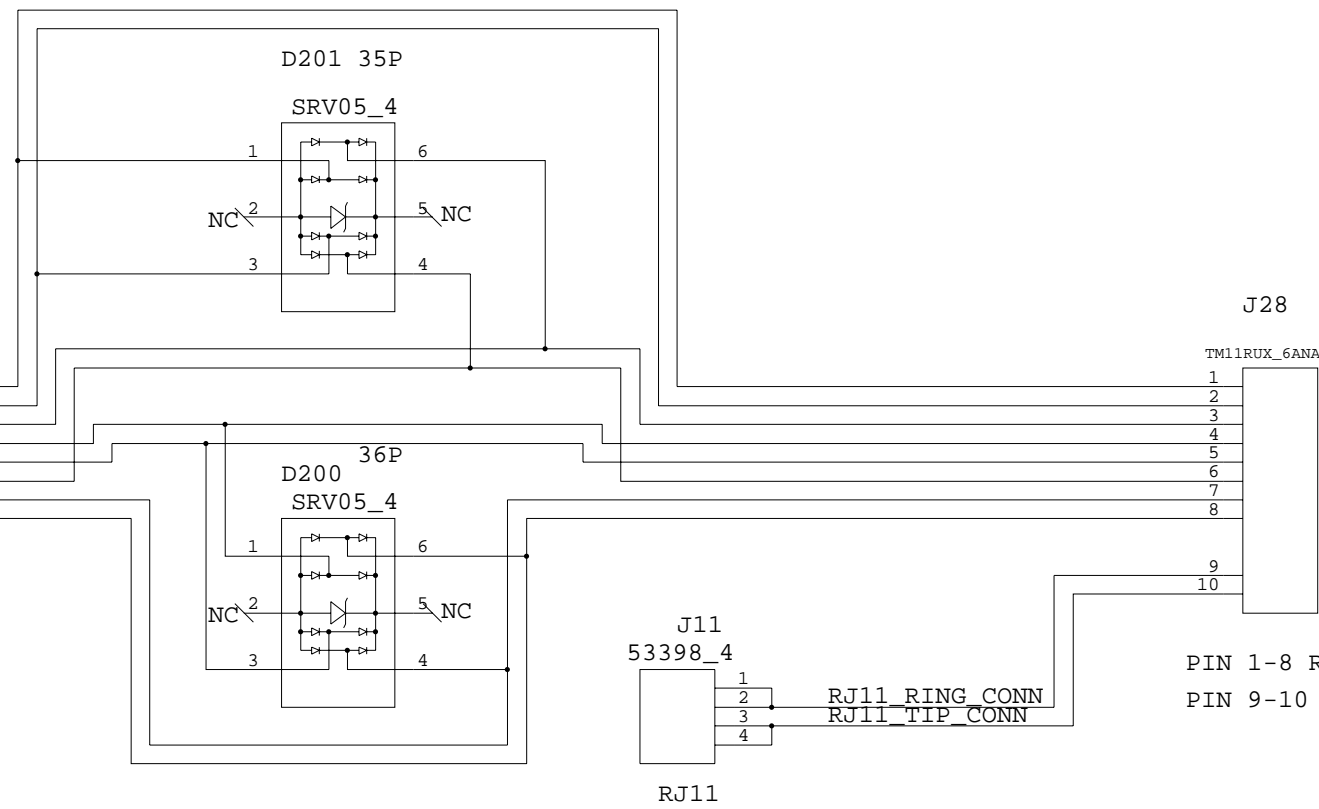 D201 35P
SRV05_4
1
6
NC 2
5 NC
3
4
J28
TM11RUX_6ANA
1
2
3
4
5
6
7
8
9
10
36P
D200
SRV05_4
1
6
NC 2
5 NC
3
4
J11
53398_4
1
2
3
4
RJ11_RING_CONN
RJ11_TIP_CONN
RJ11
PIN 1-8 R
PIN 9-10